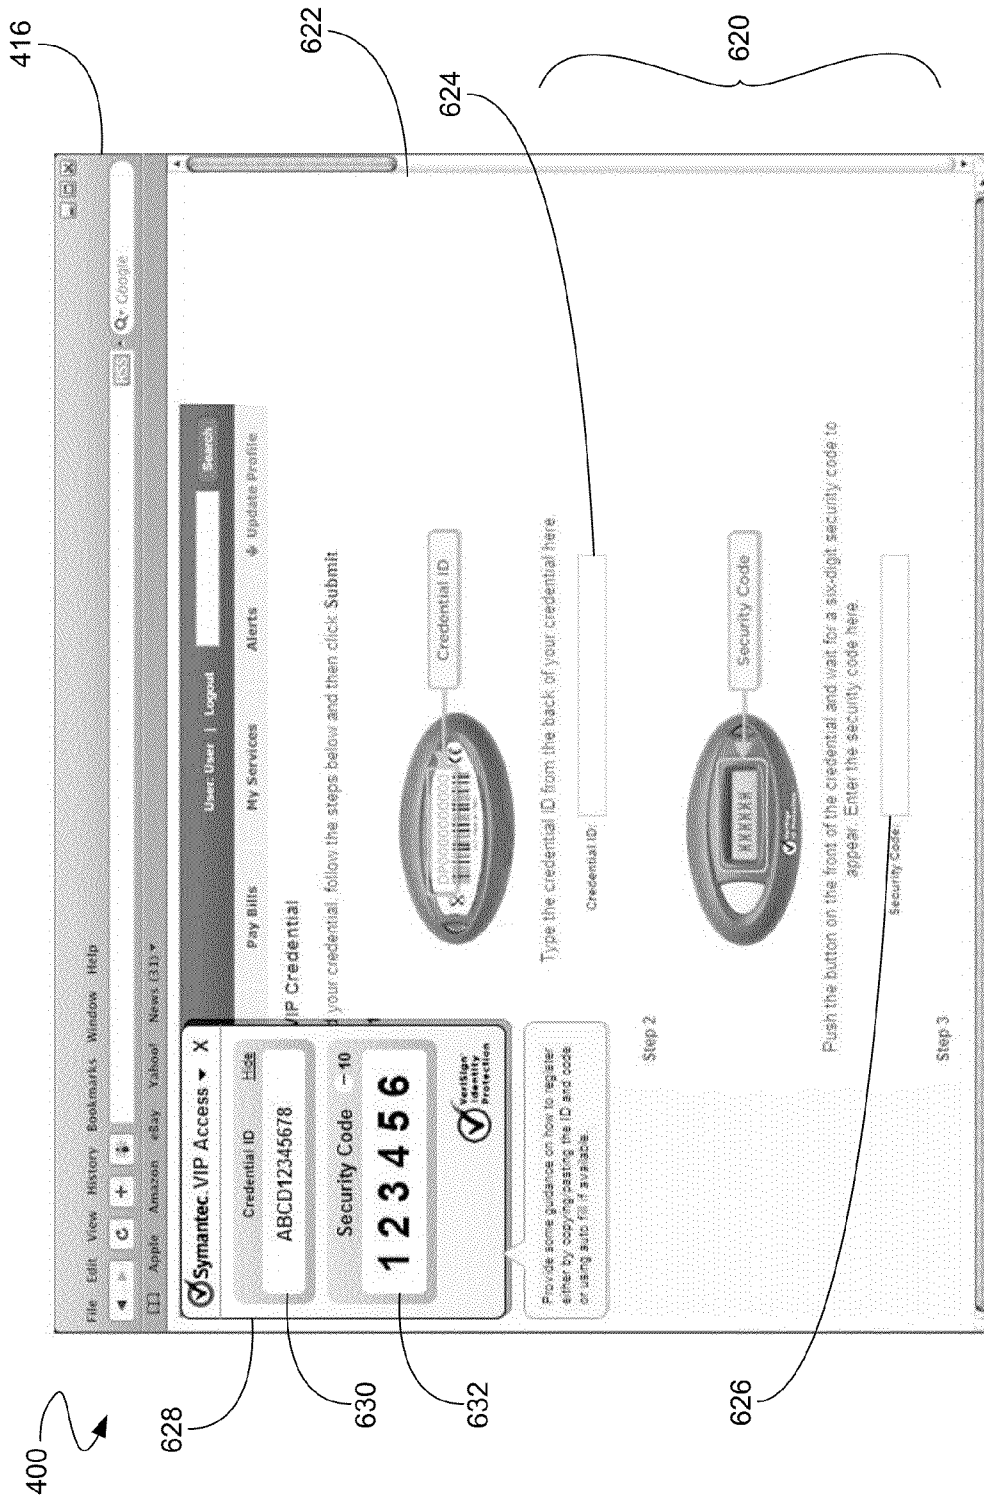 400
416
File Edit View History Bookmarks Window Help
RSS
Google
Apple Amazon eBay Yahoo! News (31)
User: User | Logout
Search
Pay Bills My Services Alerts Update Profile
VIP Credential
your credential, follow the steps below and then click Submit.
Symantec VIP Access X
Credential ID Hide
ABCD12345678
Security Code - 10
1 2 3 4 5 6
VeriSign Identity Protection
Provide some guidance on how to register
either by copying/pasting the ID and code
or using auto fill if available.
Credential ID
Type the credential ID from the back of your credential here.
Credential ID:
Step 2
Security Code
XXXXXX
Push the button on the front of the credential and wait for a six-digit security code to
appear. Enter the security code here.
Security Code:
Step 3
628
630
632
626
622
624
620